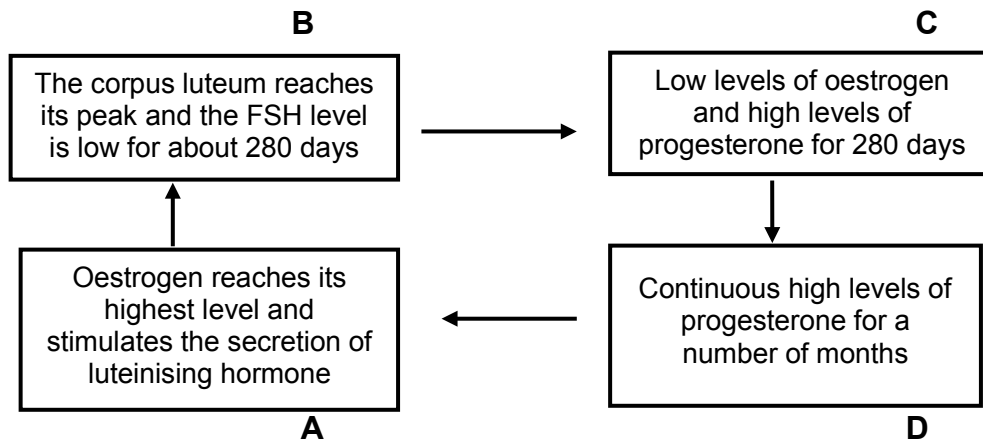 B
The corpus luteum reaches
its peak and the FSH level
is low for about 280 days
C
Low levels of oestrogen
and high levels of
progesterone for 280 days
Oestrogen reaches its
highest level and
stimulates the secretion of
luteinising hormone
A
Continuous high levels of
progesterone for a
number of months
D